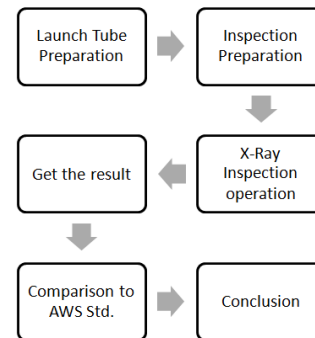 Launch Tube
Preparation
Inspection
Preparation
X-Ray
Inspection
operation
Get the result
Comparison to
AWS Std.
Conclusion